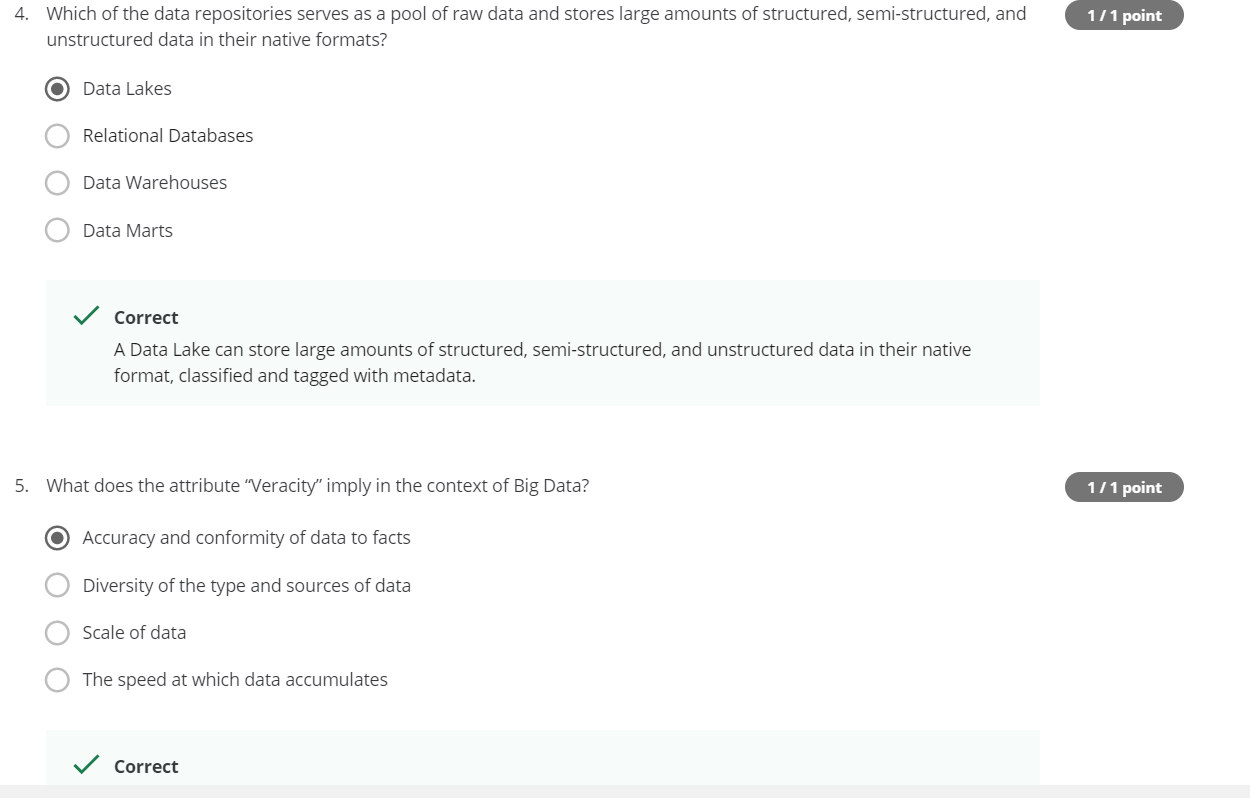 4. Which of the data repositories serves as a pool of raw data and stores large amounts of structured, semi-structured, and
unstructured data in their native formats?
1 / 1 point
Data Lakes
Relational Databases
Data Warehouses
Data Marts
Correct
A Data Lake can store large amounts of structured, semi-structured, and unstructured data in their native
format, classified and tagged with metadata.
5. What does the attribute “Veracity” imply in the context of Big Data?
1 / 1 point
Accuracy and conformity of data to facts
Diversity of the type and sources of data
Scale of data
The speed at which data accumulates
Correct